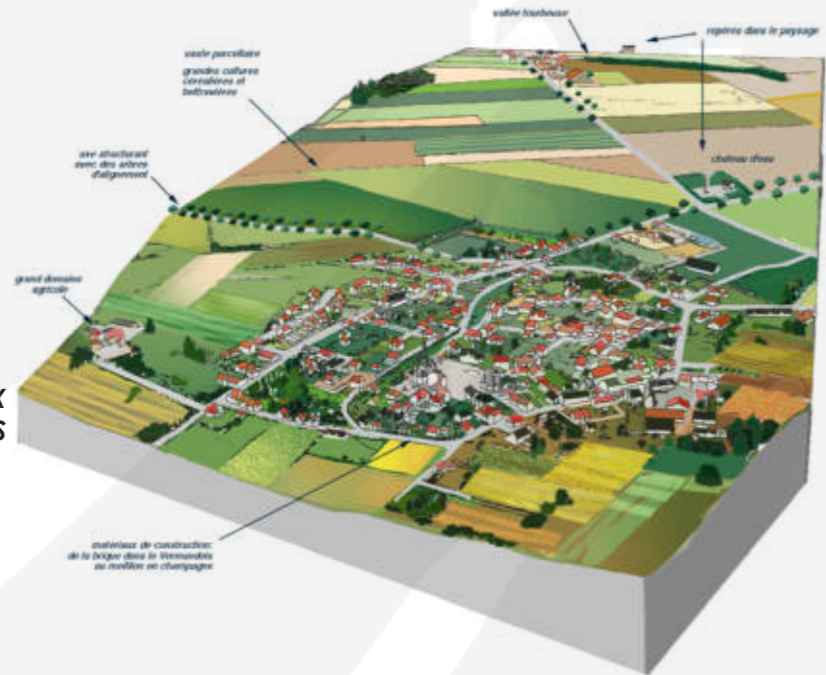 vallée tourbeuse
repères dans le paysage
vaste parcellaire
grandes cultures
céréalières et
betteravières
axe structurant
avec des arbres
d'alignement
château d'eau
grand domaine
agricole
X
S
matériaux de construction:
de la brique dans le Vermandois
au moellon en champagne